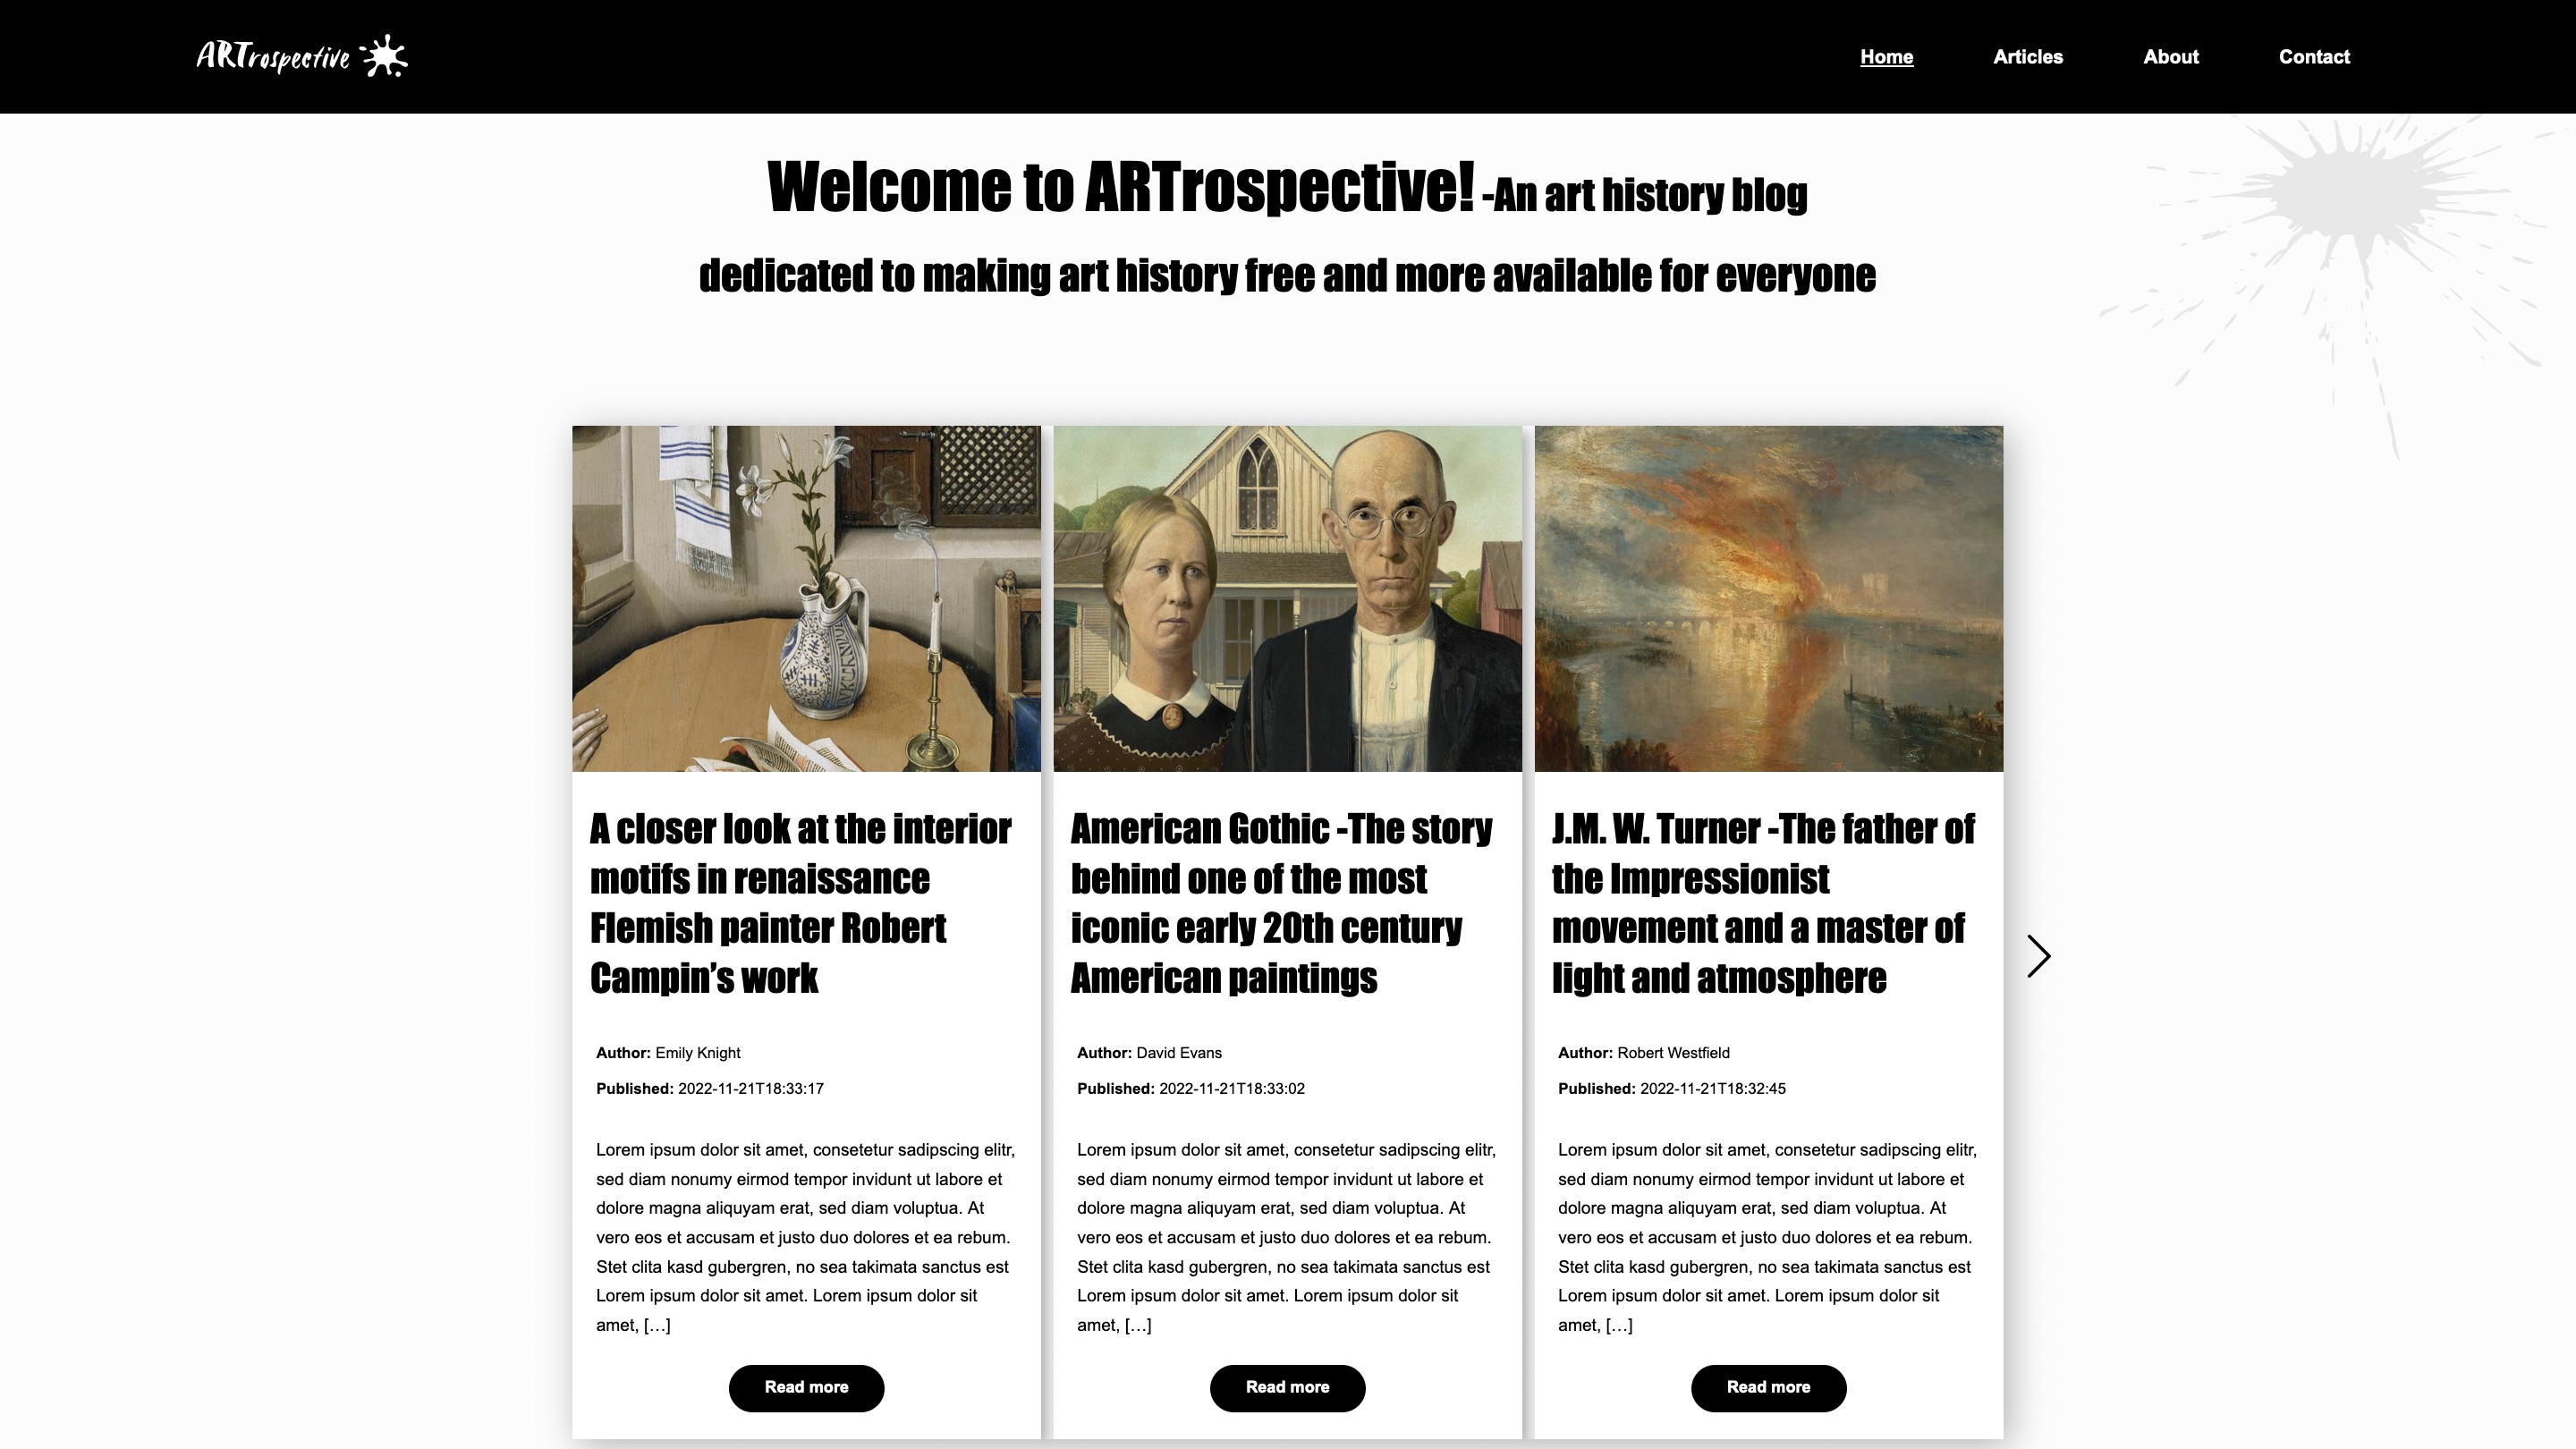 ARTrospective
Home
Articles
About
Contact
Welcome to ARTrospective! -An art history blog
dedicated to making art history free and more available for everyone
A closer look at the interior
motifs in renaissance
Flemish painter Robert
Campin’s work
Author: Emily Knight
Published: 2022-11-21T18:33:17
Lorem ipsum dolor sit amet, consetetur sadipscing elitr,
sed diam nonumy eirmod tempor invidunt ut labore et
dolore magna aliquyam erat, sed diam voluptua. At
vero eos et accusam et justo duo dolores et ea rebum.
Stet clita kasd gubergren, no sea takimata sanctus est
Lorem ipsum dolor sit amet. Lorem ipsum dolor sit
amet, […]
Read more
American Gothic -The story
behind one of the most
iconic early 20th century
American paintings
Author: David Evans
Published: 2022-11-21T18:33:02
Lorem ipsum dolor sit amet, consetetur sadipscing elitr,
sed diam nonumy eirmod tempor invidunt ut labore et
dolore magna aliquyam erat, sed diam voluptua. At
vero eos et accusam et justo duo dolores et ea rebum.
Stet clita kasd gubergren, no sea takimata sanctus est
Lorem ipsum dolor sit amet. Lorem ipsum dolor sit
amet, […]
Read more
J.M. W. Turner -The father of
the Impressionist
movement and a master of
light and atmosphere
Author: Robert Westfield
Published: 2022-11-21T18:32:45
Lorem ipsum dolor sit amet, consetetur sadipscing elitr,
sed diam nonumy eirmod tempor invidunt ut labore et
dolore magna aliquyam erat, sed diam voluptua. At
vero eos et accusam et justo duo dolores et ea rebum.
Stet clita kasd gubergren, no sea takimata sanctus est
Lorem ipsum dolor sit amet. Lorem ipsum dolor sit
amet, […]
Read more